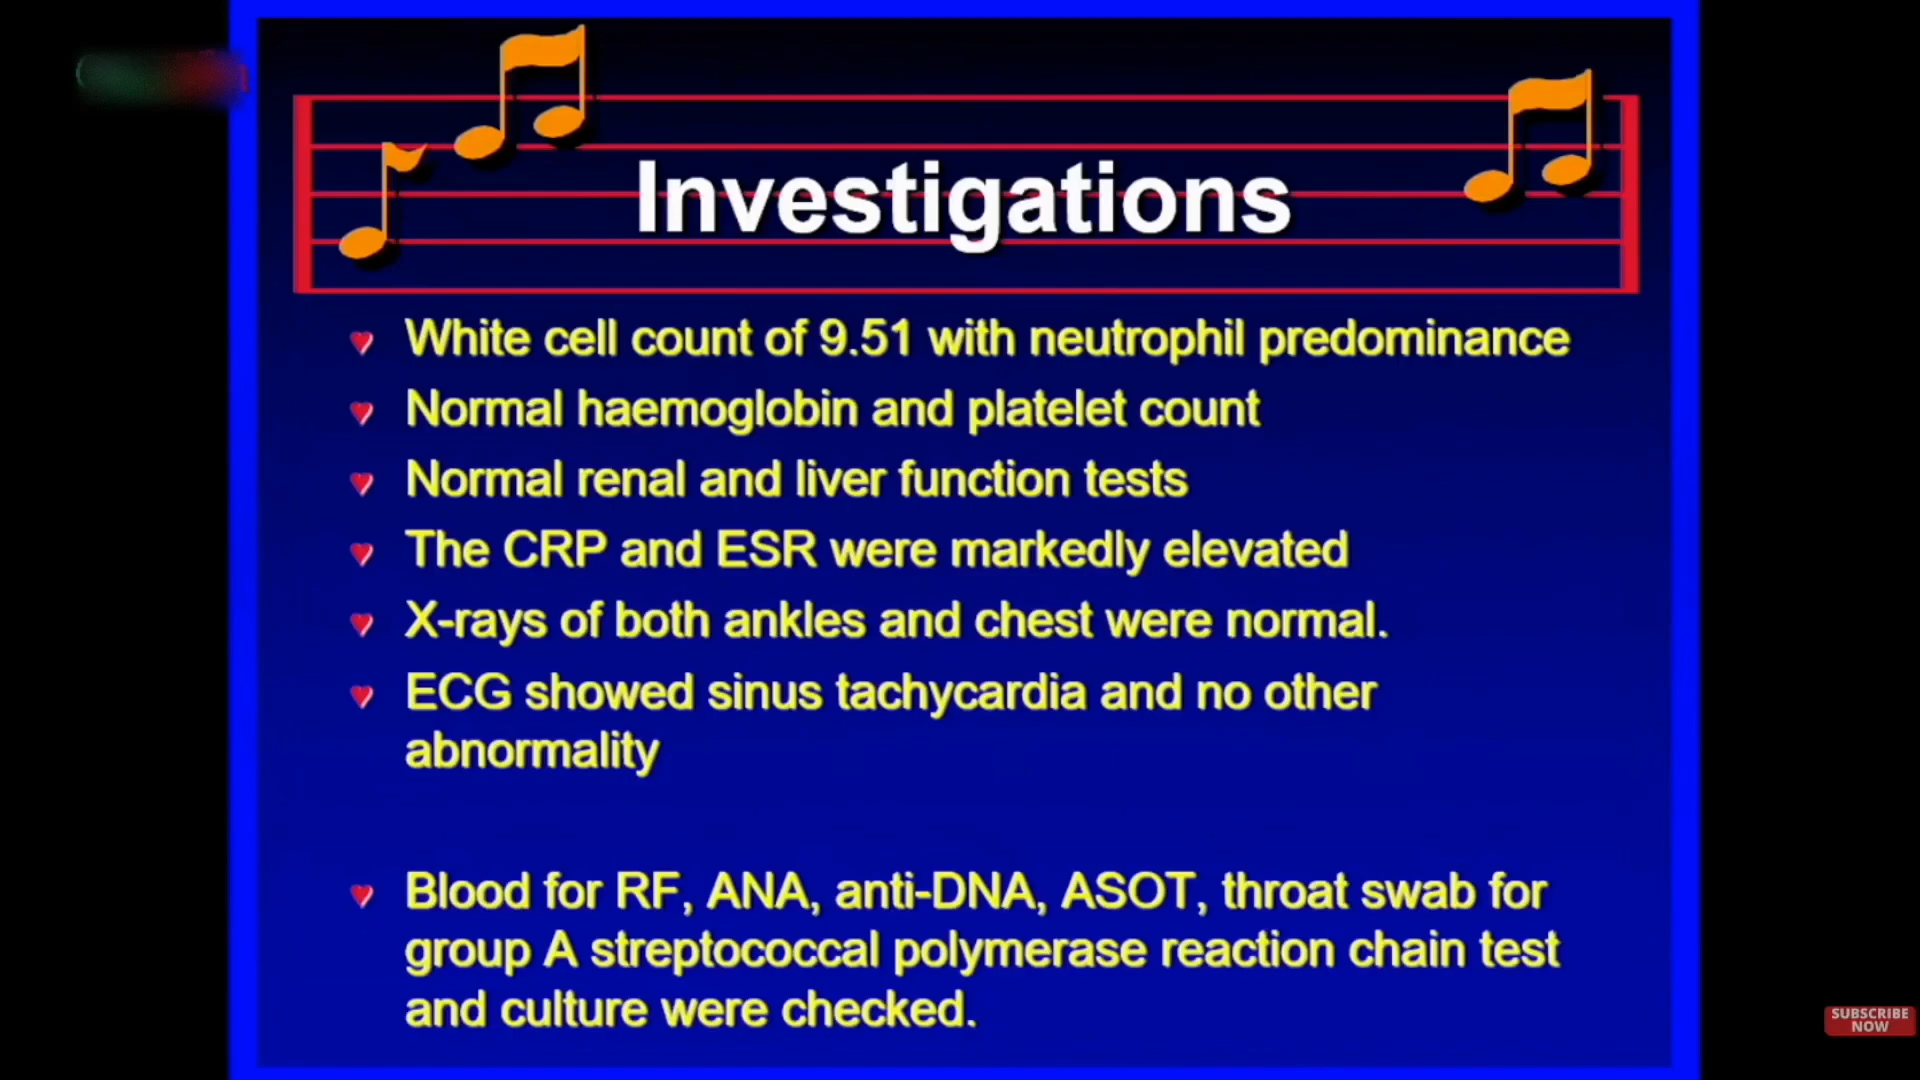 Investigations
White cell count of 9.51 with neutrophil predominance
Normal haemoglobin and platelet count
Normal renal and liver function tests
The CRP and ESR were markedly elevated
X-rays of both ankles and chest were normal.
ECG showed sinus tachycardia and no other
abnormality
Blood for RF, ANA, anti-DNA, ASOT, throat swab for
group A streptococcal polymerase reaction chain test
and culture were checked.
SUBSCRIBE
NOW